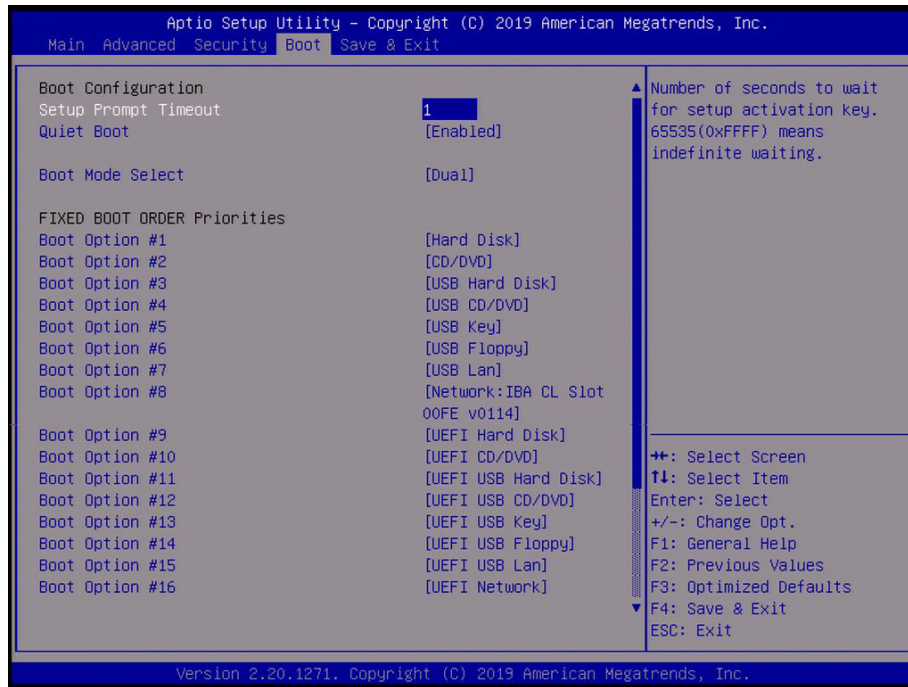 Aptio Setup Utility – Copyright (C) 2019 American Megatrends, Inc.
Main Advanced Security Boot Save & Exit
Boot Configuration
Setup Prompt Timeout 1
Quiet Boot [Enabled]
Boot Mode Select [Dual]
FIXED BOOT ORDER Priorities
Boot Option #1 [Hard Disk]
Boot Option #2 [CD/DVD]
Boot Option #3 [USB Hard Disk]
Boot Option #4 [USB CD/DVD]
Boot Option #5 [USB Key]
Boot Option #6 [USB Floppy]
Boot Option #7 [USB Lan]
Boot Option #8 [Network:IBA CL Slot
00FE v0114]
Boot Option #9 [UEFI Hard Disk]
Boot Option #10 [UEFI CD/DVD]
Boot Option #11 [UEFI USB Hard Disk]
Boot Option #12 [UEFI USB CD/DVD]
Boot Option #13 [UEFI USB Key]
Boot Option #14 [UEFI USB Floppy]
Boot Option #15 [UEFI USB Lan]
Boot Option #16 [UEFI Network]
Number of seconds to wait
for setup activation key.
65535(0xFFFF) means
indefinite waiting.
→←: Select Screen
↑↓: Select Item
Enter: Select
+/-: Change Opt.
F1: General Help
F2: Previous Values
F3: Optimized Defaults
F4: Save & Exit
ESC: Exit
Version 2.20.1271. Copyright (C) 2019 American Megatrends, Inc.